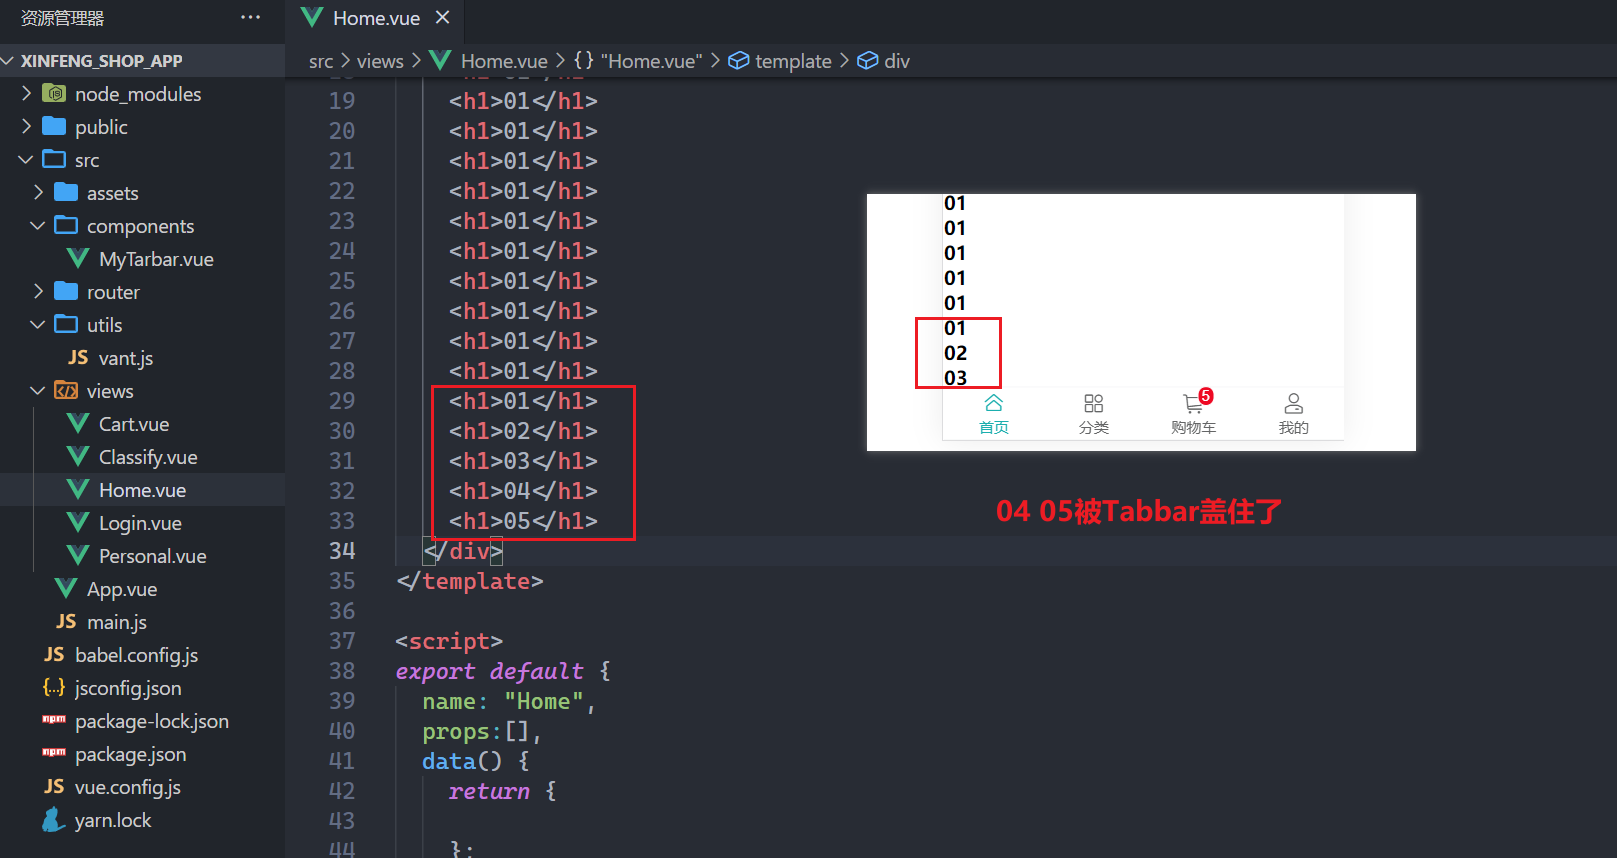 资源管理器 ···
XINFENG_SHOP_APP
node_modules
public
src
assets
components
MyTarbar.vue
router
utils
JS vant.js
views
Cart.vue
Classify.vue
Home.vue
Login.vue
Personal.vue
App.vue
JS main.js
JS babel.config.js
{..} jsconfig.json
npm package-lock.json
npm package.json
JS vue.config.js
yarn.lock
Home.vue
src > views > Home.vue > {} "Home.vue" > template > div
19 <h1>01</h1>
20 <h1>01</h1>
21 <h1>01</h1>
22 <h1>01</h1>
23 <h1>01</h1>
24 <h1>01</h1>
25 <h1>01</h1>
26 <h1>01</h1>
27 <h1>01</h1>
28 <h1>01</h1>
29 <h1>01</h1>
30 <h1>02</h1>
31 <h1>03</h1>
32 <h1>04</h1>
33 <h1>05</h1>
34 </div>
35 </template>
36
37 <script>
38 export default {
39 name: "Home",
40 props:[],
41 data() {
42 return {
43
44 };
01
01
01
01
01
01
02
03
5
首页 分类 购物车 我的
04 05被Tabbar盖住了